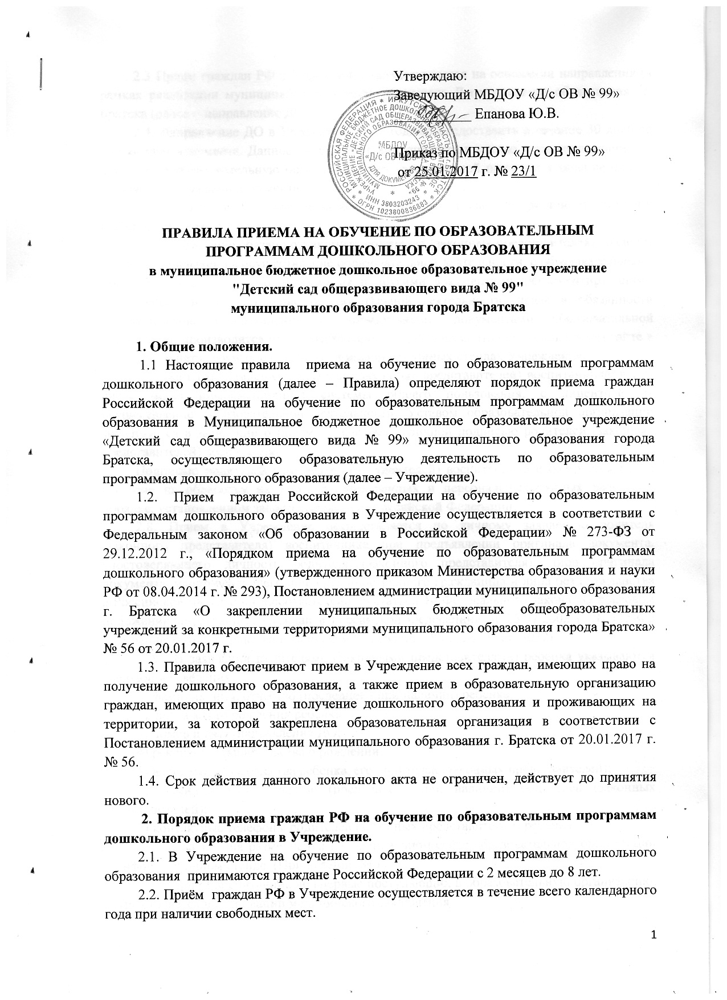 Утверждаю:
Заведующий МБДОУ «Д/с ОВ № 99»
Епанова Ю.В.
Приказ по МБДОУ «Д/с ОВ № 99»
от 25.01.2017 г. № 23/1
МБДОУ
«Д/с ОВ №99»
ДЛЯ ДОКУМЕНТОВ
* РОССИЙСКАЯ ФЕДЕРАЦИЯ * ИРКУТСКАЯ ОБЛАСТЬ г.БРАТСК
* ОГРН 1023800836883 *
* ИНН 3803203243 *
ПРАВИЛА ПРИЕМА НА ОБУЧЕНИЕ ПО ОБРАЗОВАТЕЛЬНЫМ
ПРОГРАММАМ ДОШКОЛЬНОГО ОБРАЗОВАНИЯ
в муниципальное бюджетное дошкольное образовательное учреждение
"Детский сад общеразвивающего вида № 99"
муниципального образования города Братска
1. Общие положения.
1.1 Настоящие правила приема на обучение по образовательным программам
дошкольного образования (далее – Правила) определяют порядок приема граждан
Российской Федерации на обучение по образовательным программам дошкольного
образования в Муниципальное бюджетное дошкольное образовательное учреждение
«Детский сад общеразвивающего вида № 99» муниципального образования города
Братска, осуществляющего образовательную деятельность по образовательным
программам дошкольного образования (далее – Учреждение).
1.2. Прием граждан Российской Федерации на обучение по образовательным
программам дошкольного образования в Учреждение осуществляется в соответствии с
Федеральным законом «Об образовании в Российской Федерации» № 273-ФЗ от
29.12.2012 г., «Порядком приема на обучение по образовательным программам
дошкольного образования» (утвержденного приказом Министерства образования и науки
РФ от 08.04.2014 г. № 293), Постановлением администрации муниципального образования
г. Братска «О закреплении муниципальных бюджетных общеобразовательных
учреждений за конкретными территориями муниципального образования города Братска»
№ 56 от 20.01.2017 г.
1.3. Правила обеспечивают прием в Учреждение всех граждан, имеющих право на
получение дошкольного образования, а также прием в образовательную организацию
граждан, имеющих право на получение дошкольного образования и проживающих на
территории, за которой закреплена образовательная организация в соответствии с
Постановлением администрации муниципального образования г. Братска от 20.01.2017 г.
№ 56.
1.4. Срок действия данного локального акта не ограничен, действует до принятия
нового.
2. Порядок приема граждан РФ на обучение по образовательным программам
дошкольного образования в Учреждение.
2.1. В Учреждение на обучение по образовательным программам дошкольного
образования принимаются граждане Российской Федерации с 2 месяцев до 8 лет.
2.2. Приём граждан РФ в Учреждение осуществляется в течение всего календарного
года при наличии свободных мест.
1